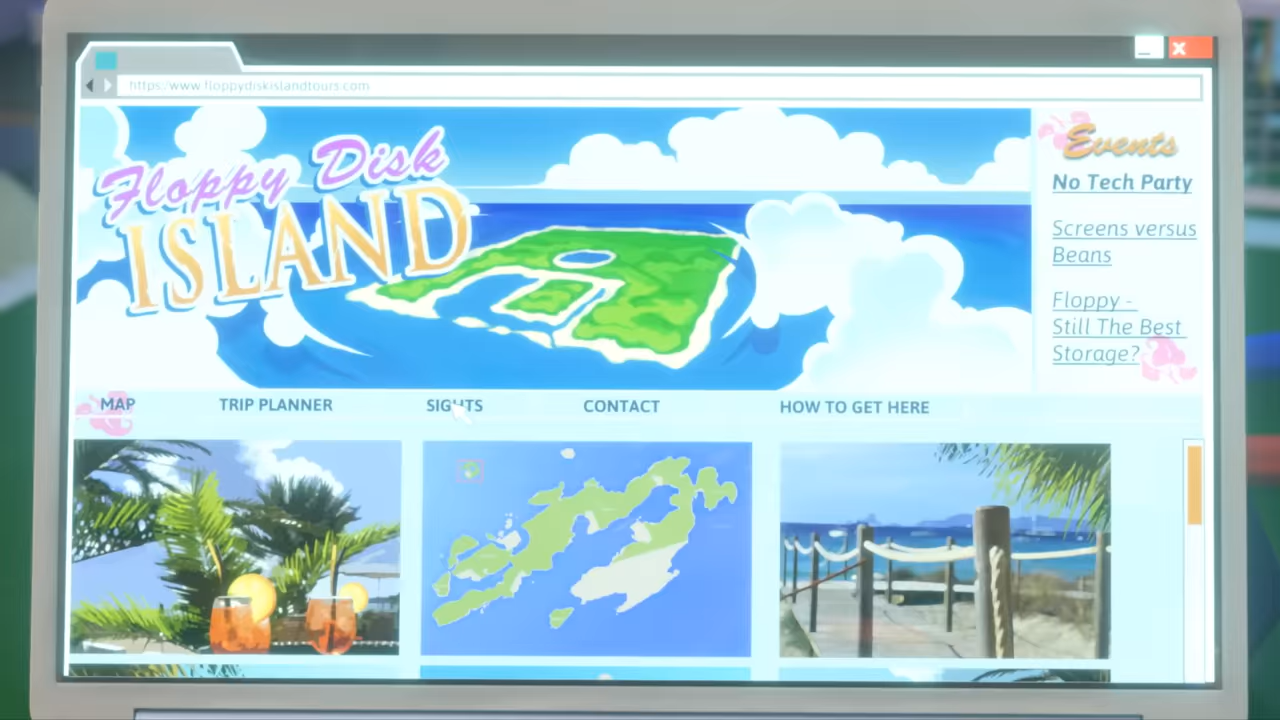 https:/www.floppydiskislandtours.com
Floppy Disk
ISLAND
Events
No Tech Party
Screens versus
Beans
Floppy -
Still The Best
Storage?
MAP
TRIP PLANNER
SIGHTS
CONTACT
HOW TO GET HERE